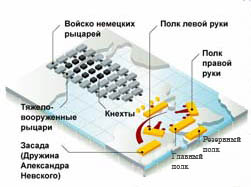 Войско немецких
рыцарей
Полк левой руки
Полк
правой
руки
Тяжело-
вооруженные
рыцари
Кнехты
Резервный
полк
Главный
полк
Засада
(Дружина
Александра
Невского)